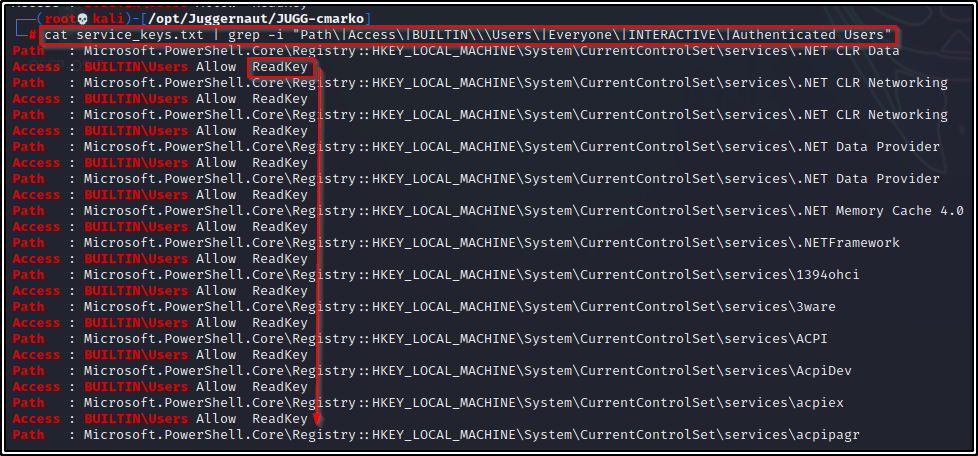 (root💀kali)-[/opt/Juggernaut/JUGG-cmarko]
# cat service_keys.txt | grep -i "Path\|Access\|BUILTIN\\\Users\|Everyone\|INTERACTIVE\|Authenticated Users"
Path   : Microsoft.PowerShell.Core\Registry::HKEY_LOCAL_MACHINE\System\CurrentControlSet\services\.NET CLR Data
Access : BUILTIN\Users Allow  ReadKey
Path   : Microsoft.PowerShell.Core\Registry::HKEY_LOCAL_MACHINE\System\CurrentControlSet\services\.NET CLR Networking
Access : BUILTIN\Users Allow  ReadKey
Path   : Microsoft.PowerShell.Core\Registry::HKEY_LOCAL_MACHINE\System\CurrentControlSet\services\.NET CLR Networking
Access : BUILTIN\Users Allow  ReadKey
Path   : Microsoft.PowerShell.Core\Registry::HKEY_LOCAL_MACHINE\System\CurrentControlSet\services\.NET Data Provider
Access : BUILTIN\Users Allow  ReadKey
Path   : Microsoft.PowerShell.Core\Registry::HKEY_LOCAL_MACHINE\System\CurrentControlSet\services\.NET Data Provider
Access : BUILTIN\Users Allow  ReadKey
Path   : Microsoft.PowerShell.Core\Registry::HKEY_LOCAL_MACHINE\System\CurrentControlSet\services\.NET Memory Cache 4.0
Access : BUILTIN\Users Allow  ReadKey
Path   : Microsoft.PowerShell.Core\Registry::HKEY_LOCAL_MACHINE\System\CurrentControlSet\services\.NETFramework
Access : BUILTIN\Users Allow  ReadKey
Path   : Microsoft.PowerShell.Core\Registry::HKEY_LOCAL_MACHINE\System\CurrentControlSet\services\1394ohci
Access : BUILTIN\Users Allow  ReadKey
Path   : Microsoft.PowerShell.Core\Registry::HKEY_LOCAL_MACHINE\System\CurrentControlSet\services\3ware
Access : BUILTIN\Users Allow  ReadKey
Path   : Microsoft.PowerShell.Core\Registry::HKEY_LOCAL_MACHINE\System\CurrentControlSet\services\ACPI
Access : BUILTIN\Users Allow  ReadKey
Path   : Microsoft.PowerShell.Core\Registry::HKEY_LOCAL_MACHINE\System\CurrentControlSet\services\AcpiDev
Access : BUILTIN\Users Allow  ReadKey
Path   : Microsoft.PowerShell.Core\Registry::HKEY_LOCAL_MACHINE\System\CurrentControlSet\services\acpiex
Access : BUILTIN\Users Allow  ReadKey
Path   : Microsoft.PowerShell.Core\Registry::HKEY_LOCAL_MACHINE\System\CurrentControlSet\services\acpipagr